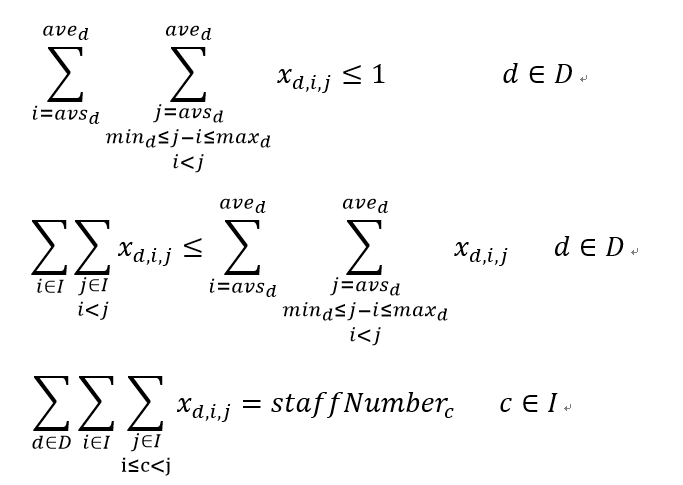 ∑_{i=avs_d}^{ave_d} ∑_{j=avs_d, min_d≤j−i≤max_d, i<j}^{ave_d} x_{d,i,j} ≤ 1    d ∈ D ↵
∑_{i∈I} ∑_{j∈I, i<j} x_{d,i,j} ≤ ∑_{i=avs_d}^{ave_d} ∑_{j=avs_d, min_d≤j−i≤max_d, i<j}^{ave_d} x_{d,i,j}    d ∈ D ↵
∑_{d∈D} ∑_{i∈I} ∑_{j∈I, i≤c<j} x_{d,i,j} = staffNumber_c    c ∈ I ↵